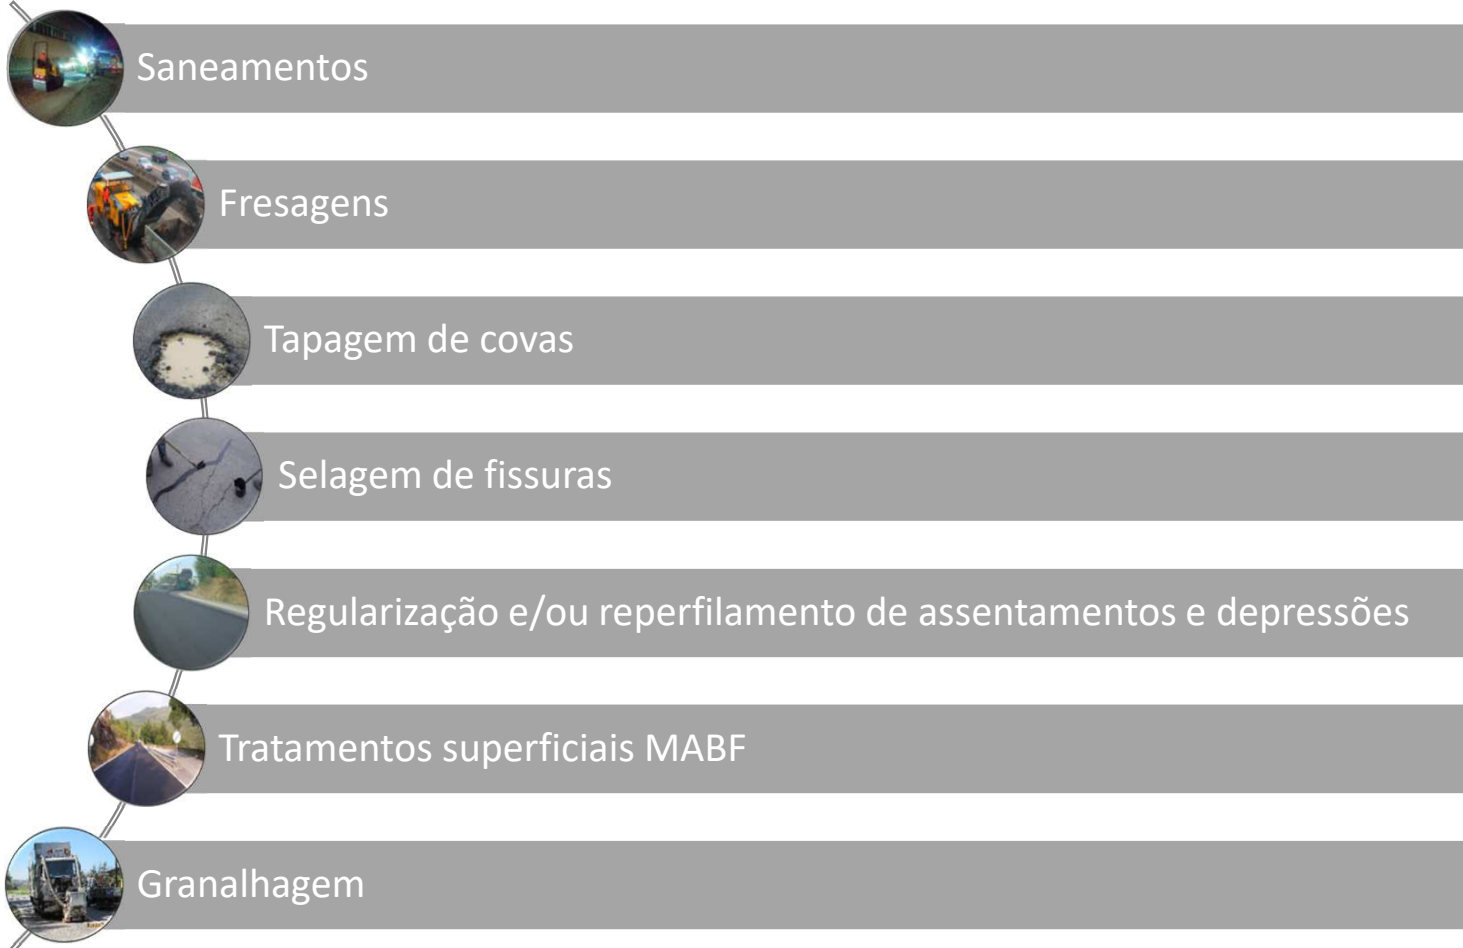 Saneamentos
Fresagens
Tapagem de covas
Selagem de fissuras
Regularização e/ou reperfilamento de assentamentos e depressões
Tratamentos superficiais MABF
Granalhagem